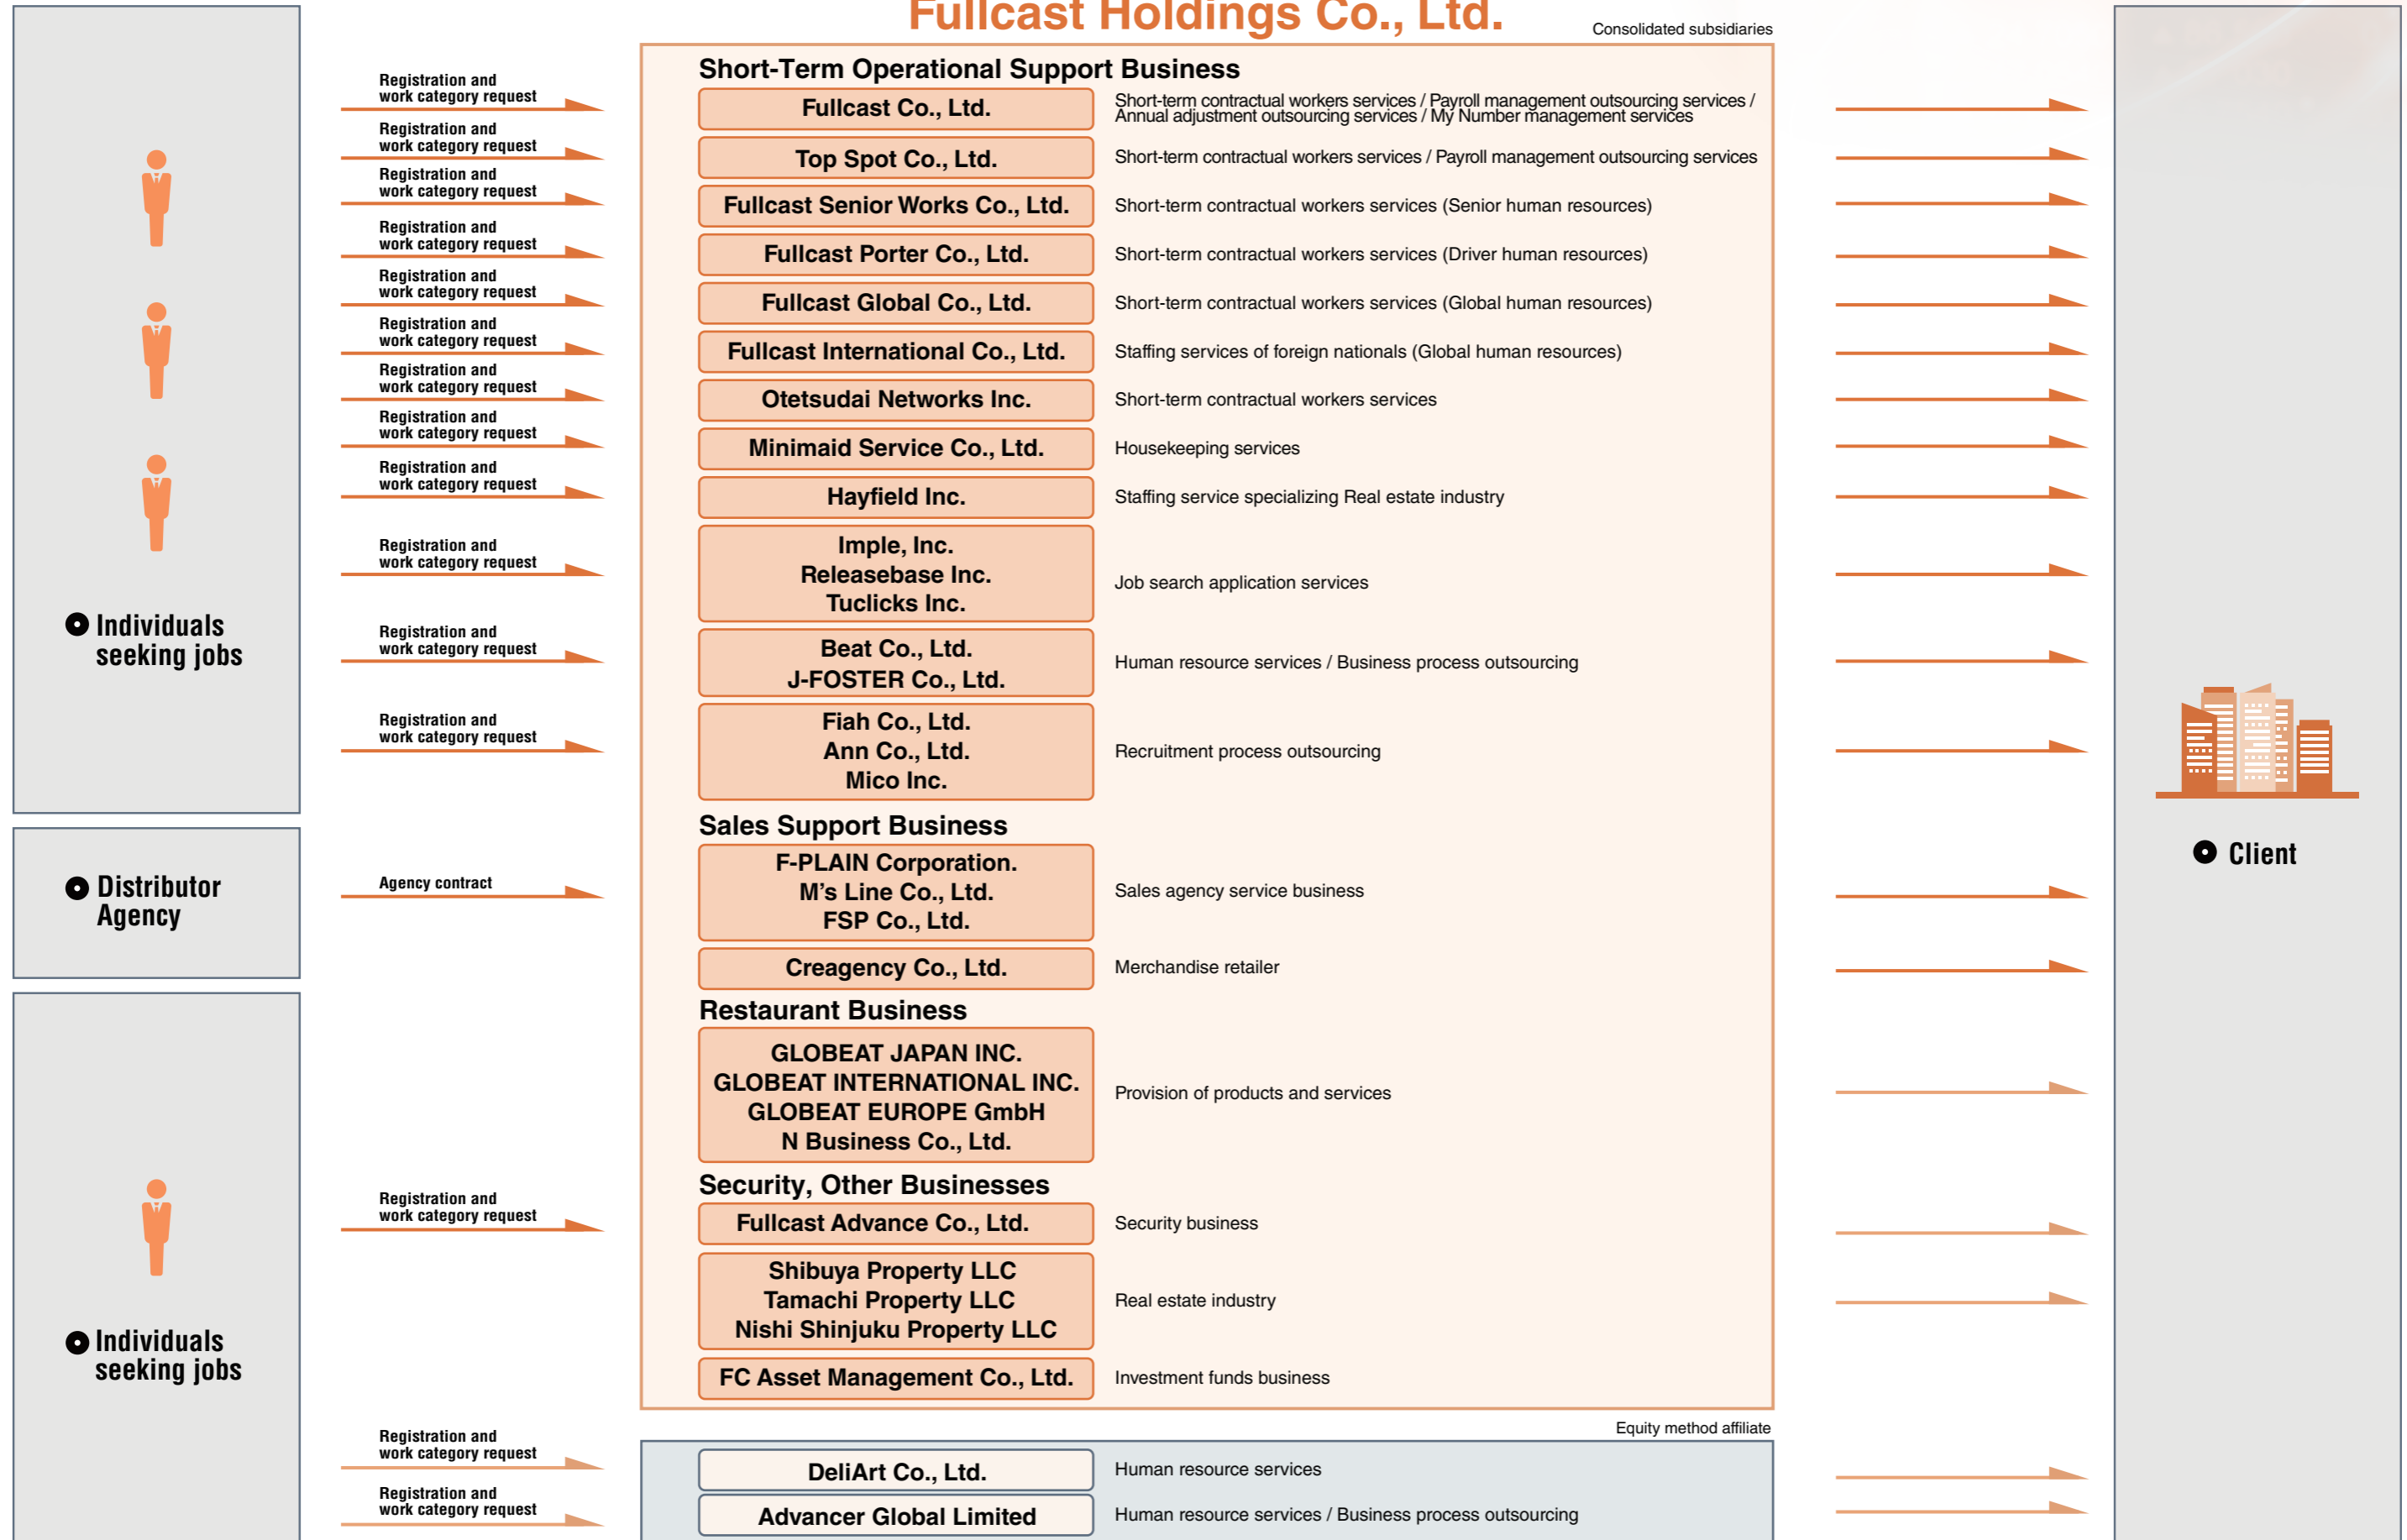 Fullcast Holdings Co., Ltd.
Consolidated subsidiaries
Short-Term Operational Support Business
Registration and
work category request
Fullcast Co., Ltd.
Short-term contractual workers services / Payroll management outsourcing services /
Annual adjustment outsourcing services / My Number management services
Registration and
work category request
Top Spot Co., Ltd.
Short-term contractual workers services / Payroll management outsourcing services
Registration and
work category request
Fullcast Senior Works Co., Ltd.
Short-term contractual workers services (Senior human resources)
Registration and
work category request
Fullcast Porter Co., Ltd.
Short-term contractual workers services (Driver human resources)
Registration and
work category request
Fullcast Global Co., Ltd.
Short-term contractual workers services (Global human resources)
Registration and
work category request
Fullcast International Co., Ltd.
Staffing services of foreign nationals (Global human resources)
Registration and
work category request
Otetsudai Networks Inc.
Short-term contractual workers services
Registration and
work category request
Minimaid Service Co., Ltd.
Housekeeping services
Registration and
work category request
Hayfield Inc.
Staffing service specializing Real estate industry
Registration and
work category request
Imple, Inc.
Releasebase Inc.
Tuclicks Inc.
Job search application services
Individuals
seeking jobs
Registration and
work category request
Beat Co., Ltd.
J-FOSTER Co., Ltd.
Human resource services / Business process outsourcing
Registration and
work category request
Fiah Co., Ltd.
Ann Co., Ltd.
Mico Inc.
Recruitment process outsourcing
Sales Support Business
Distributor
Agency
Agency contract
F-PLAIN Corporation.
M's Line Co., Ltd.
FSP Co., Ltd.
Sales agency service business
Client
Creagency Co., Ltd.
Merchandise retailer
Restaurant Business
GLOBEAT JAPAN INC.
GLOBEAT INTERNATIONAL INC.
GLOBEAT EUROPE GmbH
N Business Co., Ltd.
Provision of products and services
Security, Other Businesses
Registration and
work category request
Fullcast Advance Co., Ltd.
Security business
Shibuya Property LLC
Tamachi Property LLC
Nishi Shinjuku Property LLC
Real estate industry
Individuals
seeking jobs
FC Asset Management Co., Ltd.
Investment funds business
Equity method affiliate
Registration and
work category request
DeliArt Co., Ltd.
Human resource services
Registration and
work category request
Advancer Global Limited
Human resource services / Business process outsourcing